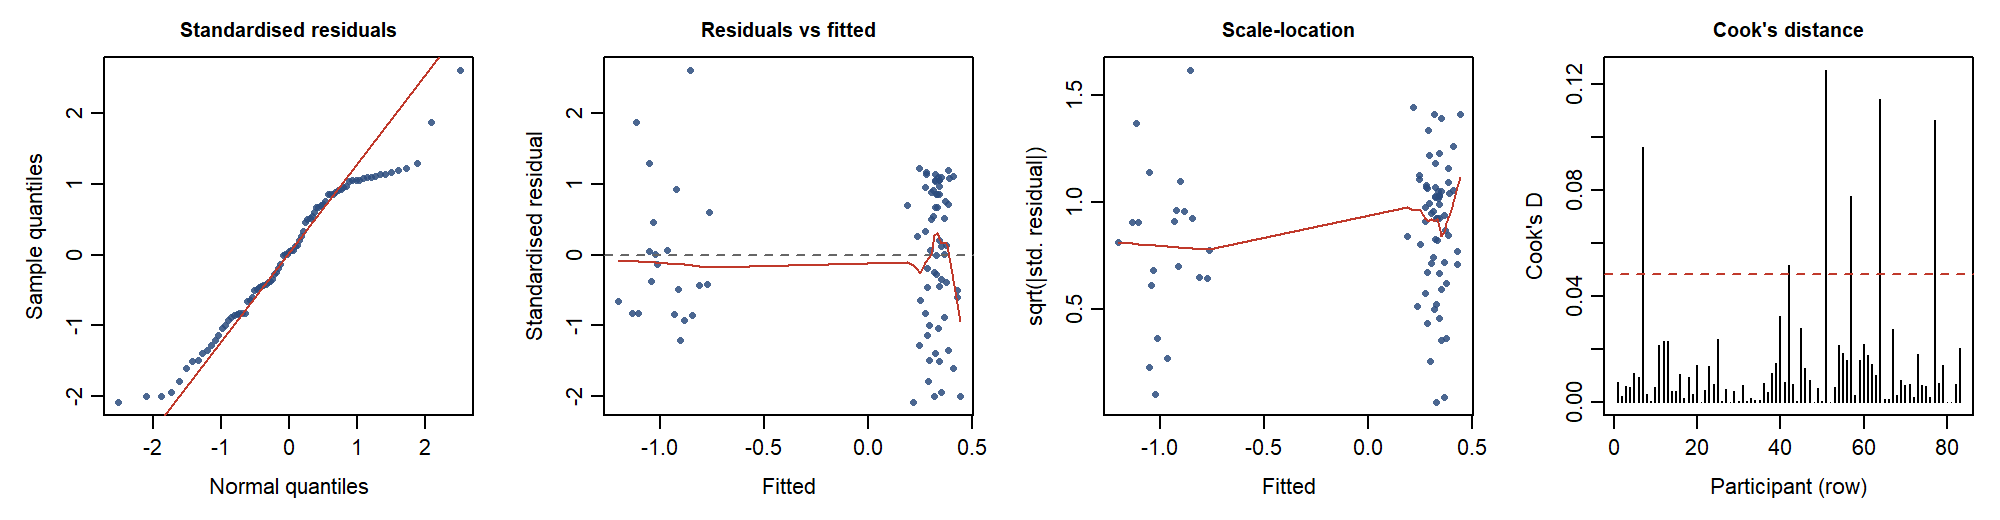 Standardised residuals
Sample quantiles
2
1
0
-1
-2
-2 -1 0 1 2
Normal quantiles
Residuals vs fitted
Standardised residual
2
1
0
-1
-2
-1.0 -0.5 0.0 0.5
Fitted
Scale-location
sqrt(|std. residual|)
1.5
1.0
0.5
-1.0 -0.5 0.0 0.5
Fitted
Cook's distance
Cook's D
0.12
0.08
0.04
0.00
0 20 40 60 80
Participant (row)